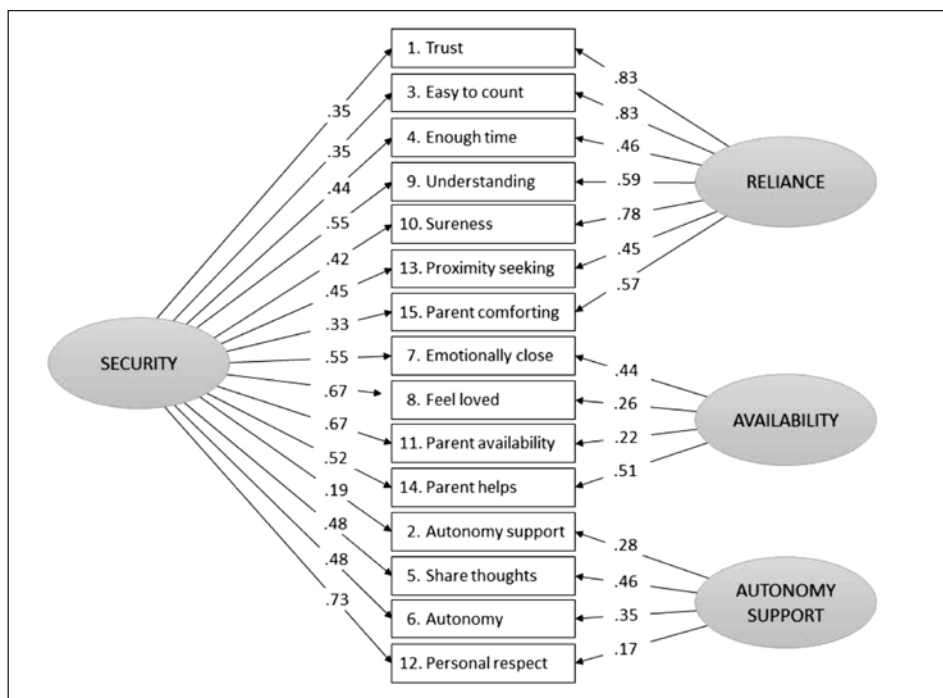 1. Trust
3. Easy to count
4. Enough time
9. Understanding
10. Sureness
13. Proximity seeking
15. Parent comforting
7. Emotionally close
8. Feel loved
11. Parent availability
14. Parent helps
2. Autonomy support
5. Share thoughts
6. Autonomy
12. Personal respect
SECURITY
.35
.35
.44
.55
.42
.45
.33
.55
.67
.67
.52
.19
.48
.48
.73
RELIANCE
.83
.83
.46
.59
.78
.45
.57
AVAILABILITY
.44
.26
.22
.51
AUTONOMY
SUPPORT
.28
.46
.35
.17